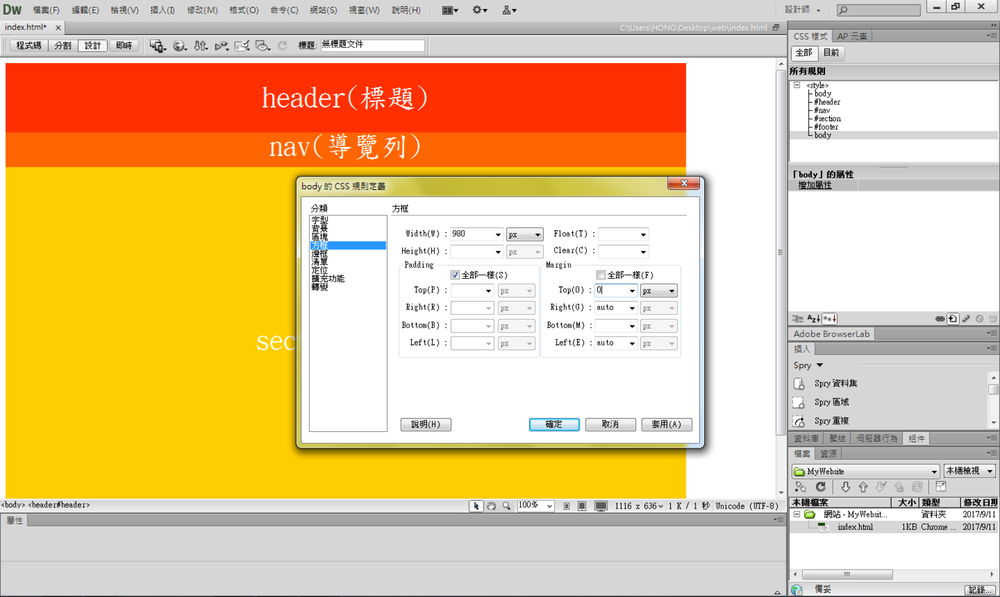 Dw 檔案(F) 編輯(E) 檢視(V) 插入(I) 修改(M) 格式(O) 命令(C) 網站(S) 視窗(W) 說明(H) 設計師
index.html* C:\Users\HONG\Desktop\web\index.html
程式碼 分割 設計 即時 標題: 無標題文件
header(標題)
nav(導覽列)
sec
body 的 CSS 規則定義
分類
字型
背景
區塊
方框
邊框
清單
定位
擴充功能
轉變
方框
Width(W) : 980 px Float(T) :
Height(H) : px Clear(C) :
Padding Margin
全部一樣(S) 全部一樣(F)
Top(P) : px Top(O) : 0 px
Right(R) : px Right(G) : auto px
Bottom(B) : px Bottom(M) : px
Left(L) : px Left(E) : auto px
說明(H) 確定 取消 套用(A)
<body> <header#header> 100% 1116 x 636 1 K / 1 秒 Unicode (UTF-8)
屬性
CSS 樣式 AP 元素
全部 目前
所有規則
<style>
body
#header
#nav
#section
#footer
body
「body」的屬性
增加屬性
Adobe BrowserLab
插入
Spry
Spry 資料集
Spry 區域
Spry 重複
資料庫 繫結 伺服器行為 組件
檔案 資源
MyWebsite 本機檢視
本機檔案 大小 類型 修改日期
網站 - MyWebsit... 資料夾 2017/9/11
index.html 1KB Chrome ... 2017/9/11
備妥 記錄...